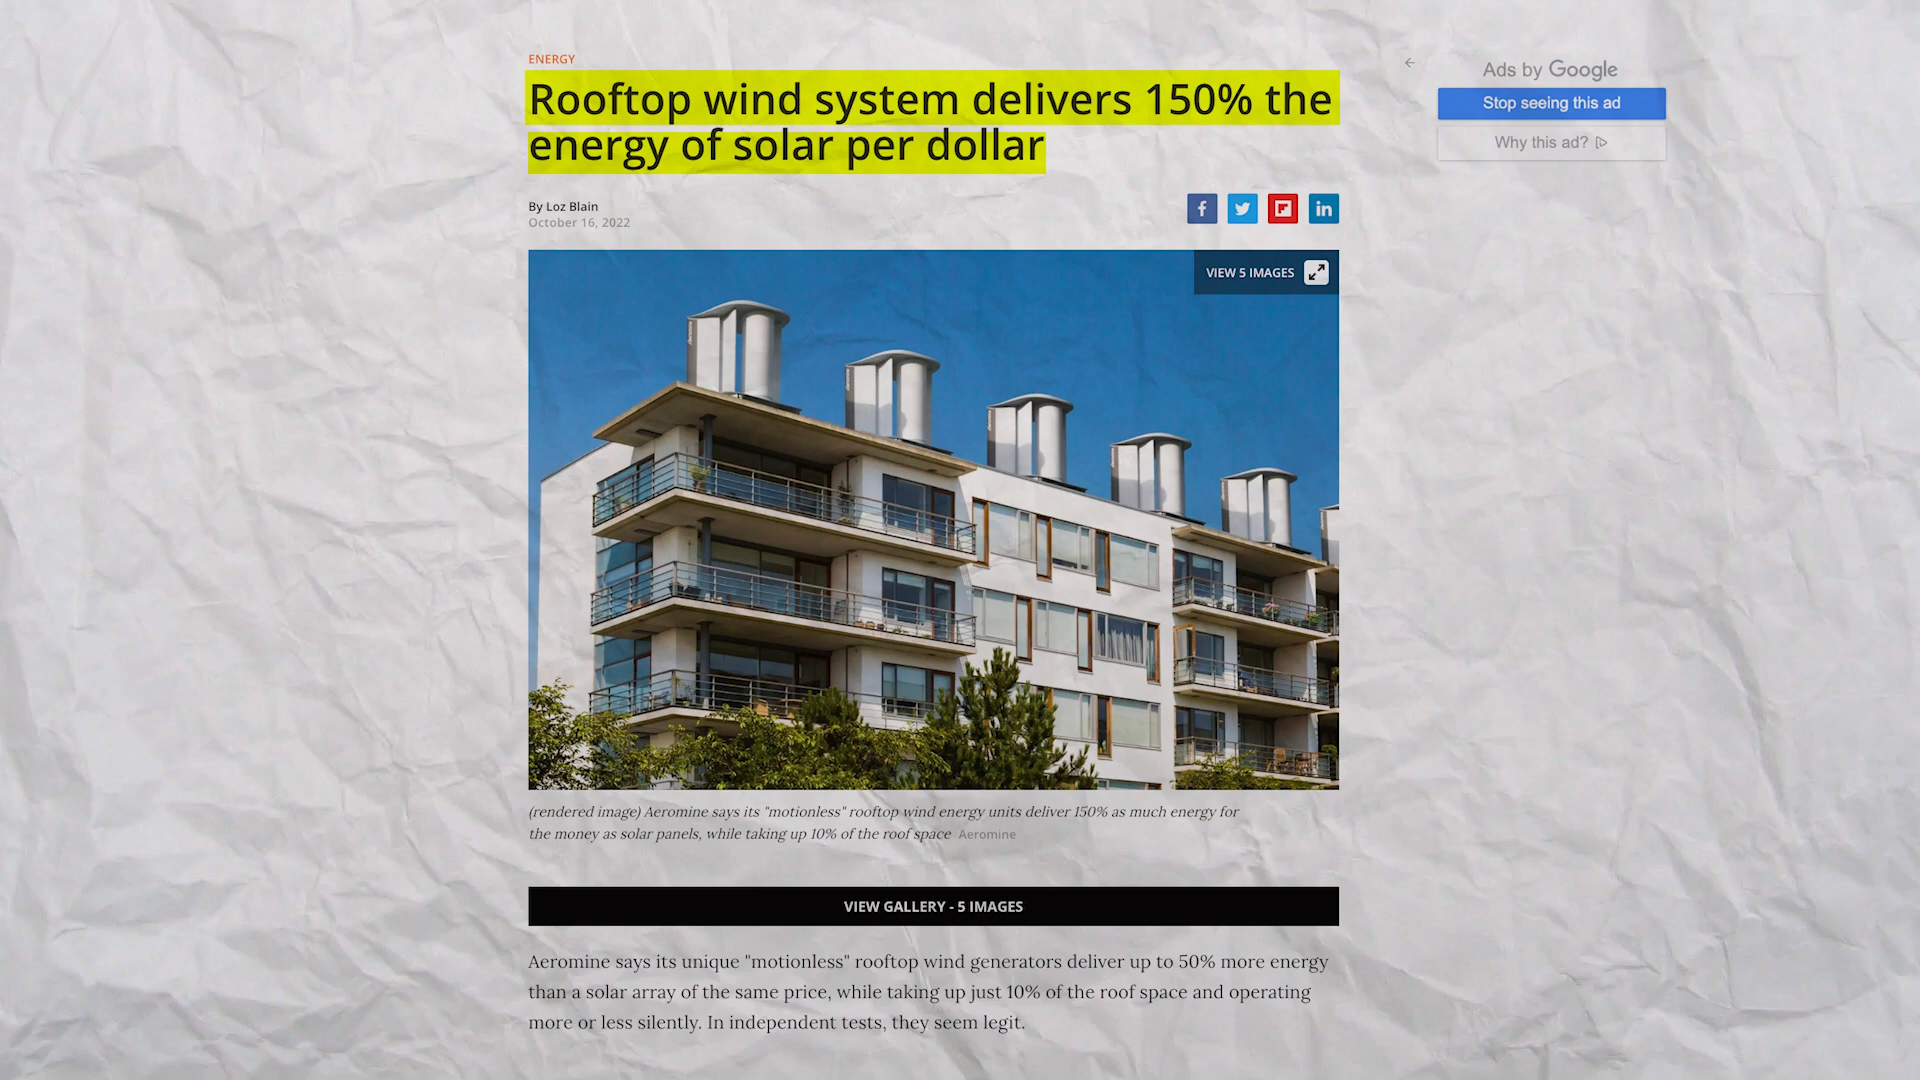 ENERGY
Rooftop wind system delivers 150% the
energy of solar per dollar
By Loz Blain
October 16, 2022
VIEW 5 IMAGES
(rendered image) Aeromine says its "motionless" rooftop wind energy units deliver 150% as much energy for
the money as solar panels, while taking up 10% of the roof space Aeromine
VIEW GALLERY - 5 IMAGES
Aeromine says its unique "motionless" rooftop wind generators deliver up to 50% more energy
than a solar array of the same price, while taking up just 10% of the roof space and operating
more or less silently. In independent tests, they seem legit.
Ads by Google
Stop seeing this ad
Why this ad?